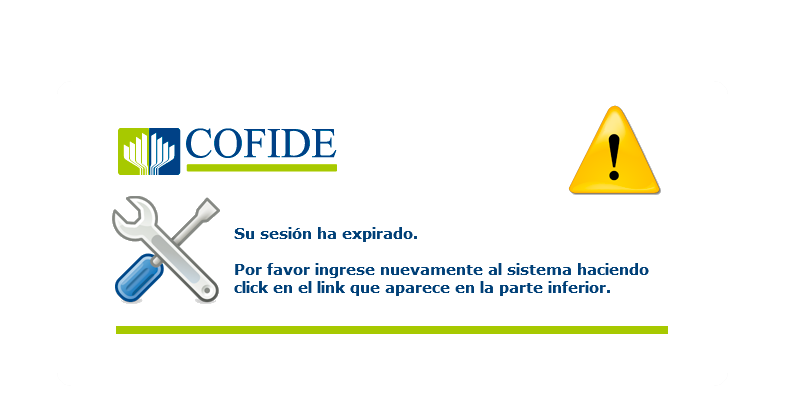 COFIDE
Su sesión ha expirado.
Por favor ingrese nuevamente al sistema haciendo
click en el link que aparece en la parte inferior.